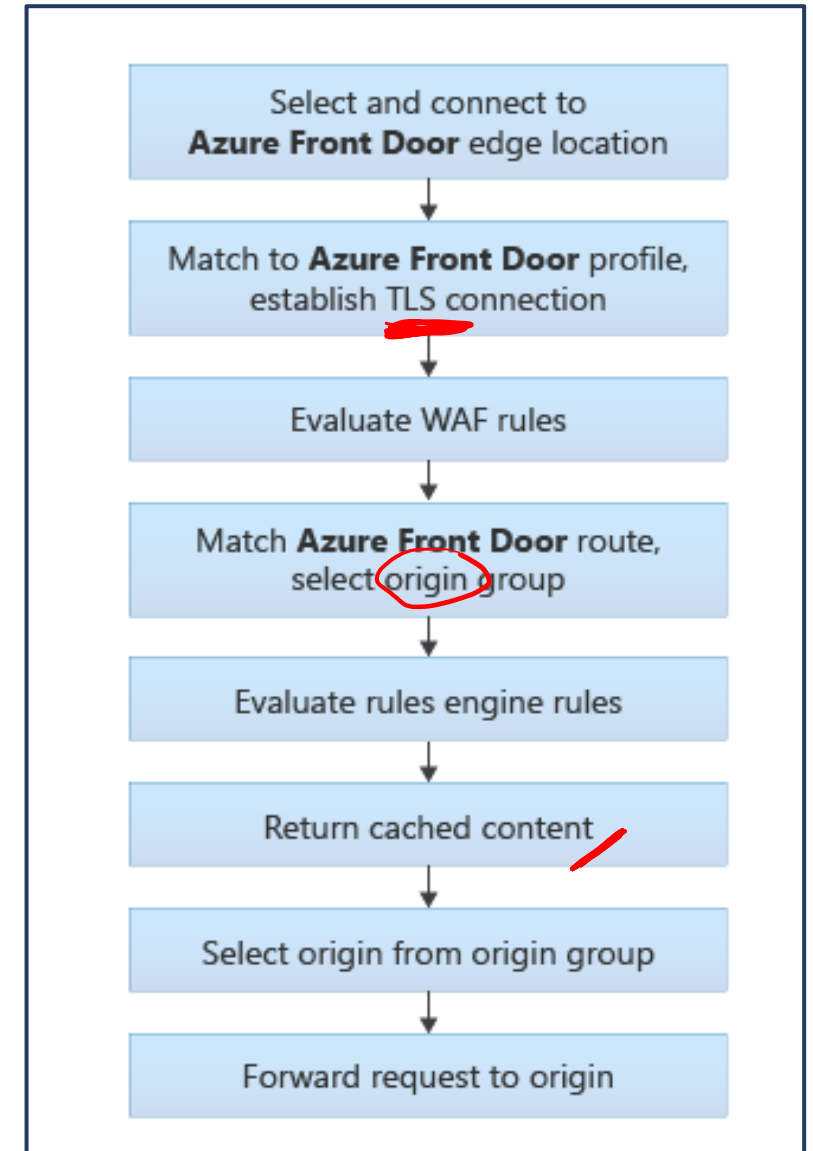 Select and connect to
Azure Front Door edge location
Match to Azure Front Door profile,
establish TLS connection
Evaluate WAF rules
Match Azure Front Door route,
select origin group
Evaluate rules engine rules
Return cached content
Select origin from origin group
Forward request to origin